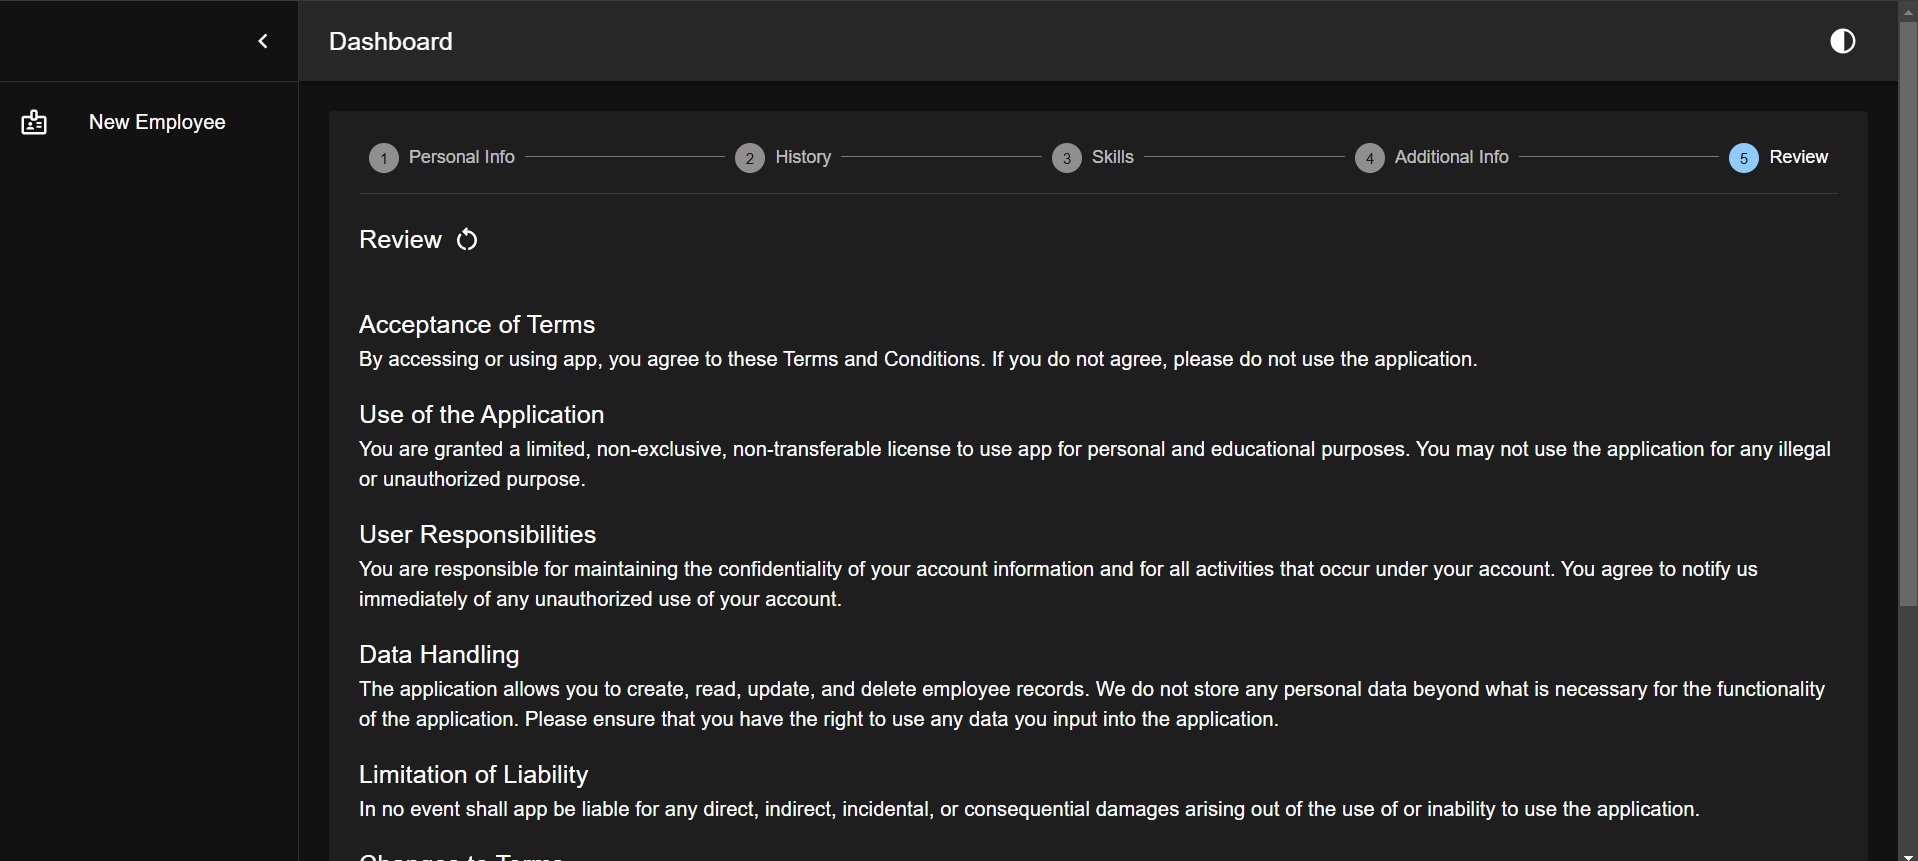 Dashboard
New Employee
1 Personal Info 2 History 3 Skills 4 Additional Info 5 Review
Review
Acceptance of Terms
By accessing or using app, you agree to these Terms and Conditions. If you do not agree, please do not use the application.
Use of the Application
You are granted a limited, non-exclusive, non-transferable license to use app for personal and educational purposes. You may not use the application for any illegal
or unauthorized purpose.
User Responsibilities
You are responsible for maintaining the confidentiality of your account information and for all activities that occur under your account. You agree to notify us
immediately of any unauthorized use of your account.
Data Handling
The application allows you to create, read, update, and delete employee records. We do not store any personal data beyond what is necessary for the functionality
of the application. Please ensure that you have the right to use any data you input into the application.
Limitation of Liability
In no event shall app be liable for any direct, indirect, incidental, or consequential damages arising out of the use of or inability to use the application.
Changes to Terms